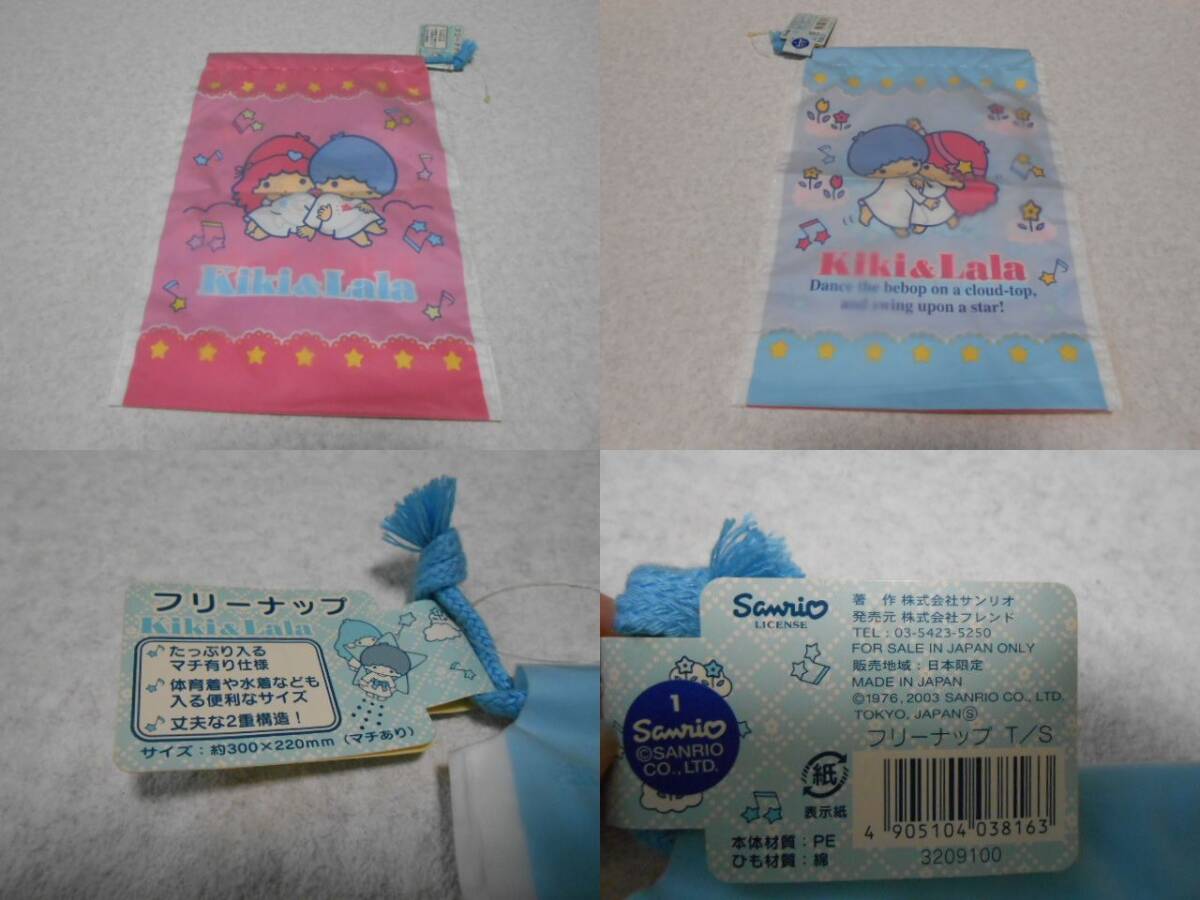 Kiki&Lala
Kiki&Lala
Dance the bebop on a cloud-top,
and swing upon a star!
フリーナップ
Kiki&Lala
たっぷり入る
マチ有り仕様
体育着や水着なども
入る便利なサイズ
丈夫な2重構造！
サイズ：約300×220mm（マチあり）
Sanrio
LICENSE
著 作 株式会社サンリオ
発売元 株式会社フレンド
TEL：03-5423-5250
FOR SALE IN JAPAN ONLY
販売地域：日本限定
MADE IN JAPAN
©1976, 2003 SANRIO CO., LTD.
TOKYO, JAPANⓈ
フリーナップ T/S
1
Sanrio
©SANRIO
CO.,LTD.
紙
表示紙
本体材質：PE
ひも材質：綿
4 905104 038163
3209100